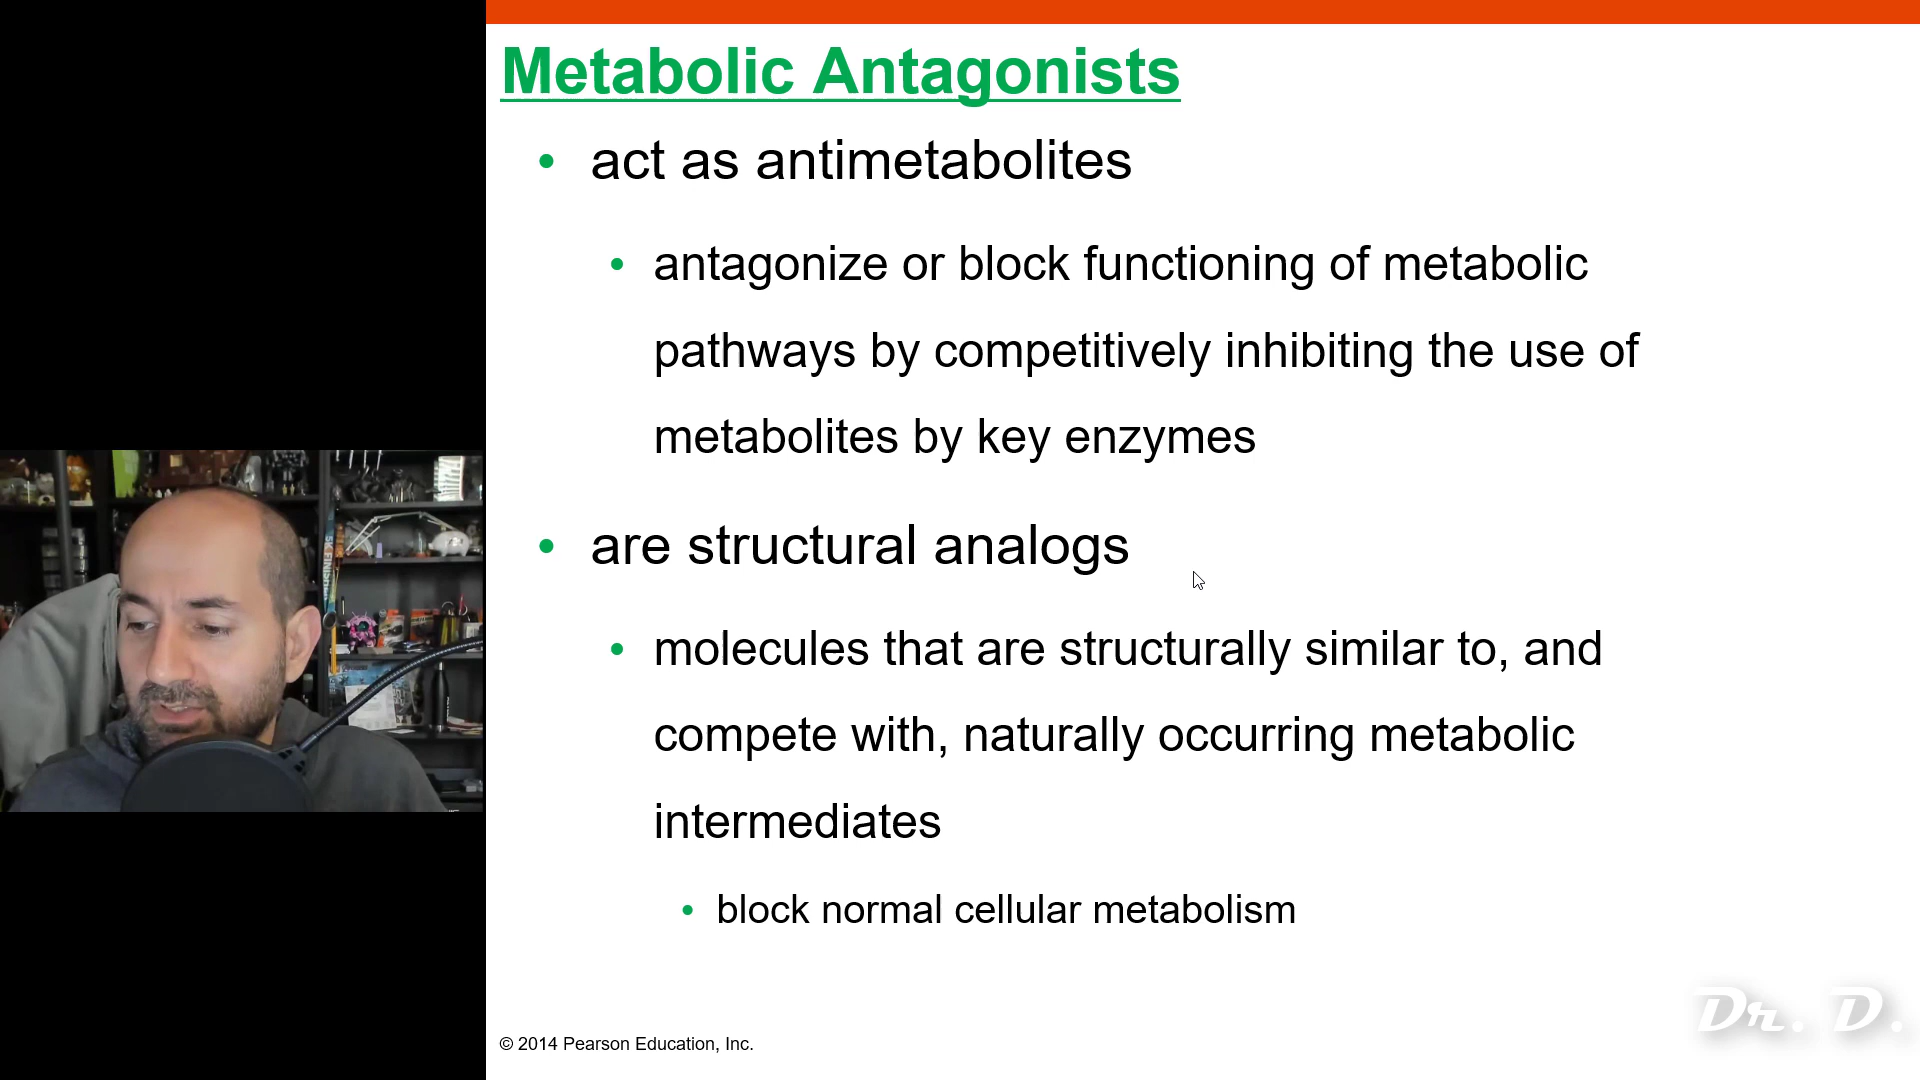 Metabolic Antagonists
• act as antimetabolites
• antagonize or block functioning of metabolic
pathways by competitively inhibiting the use of
metabolites by key enzymes
• are structural analogs
• molecules that are structurally similar to, and
compete with, naturally occurring metabolic
intermediates
• block normal cellular metabolism
© 2014 Pearson Education, Inc.
Dr. D.
5K FINISHER